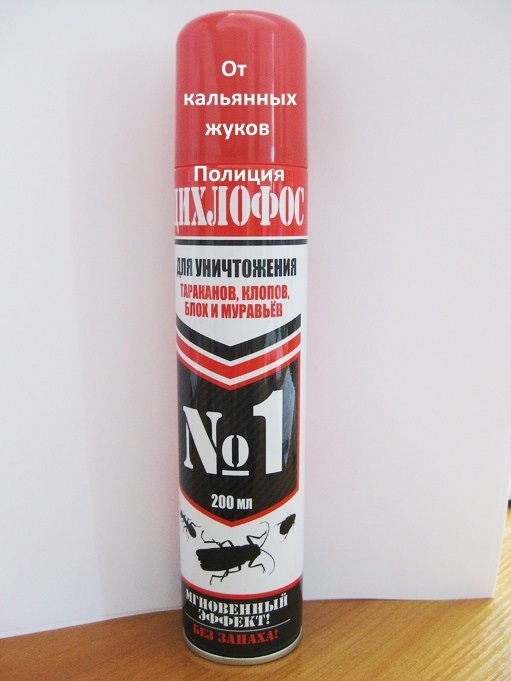 От
кальянных
жуков
Полиция
ДИХЛОФОС
ДЛЯ УНИЧТОЖЕНИЯ
ТАРАКАНОВ, КЛОПОВ,
БЛОХ И МУРАВЬЁВ
№1
200 мл
МГНОВЕННЫЙ
ЭФФЕКТ!
БЕЗ ЗАПАХА!